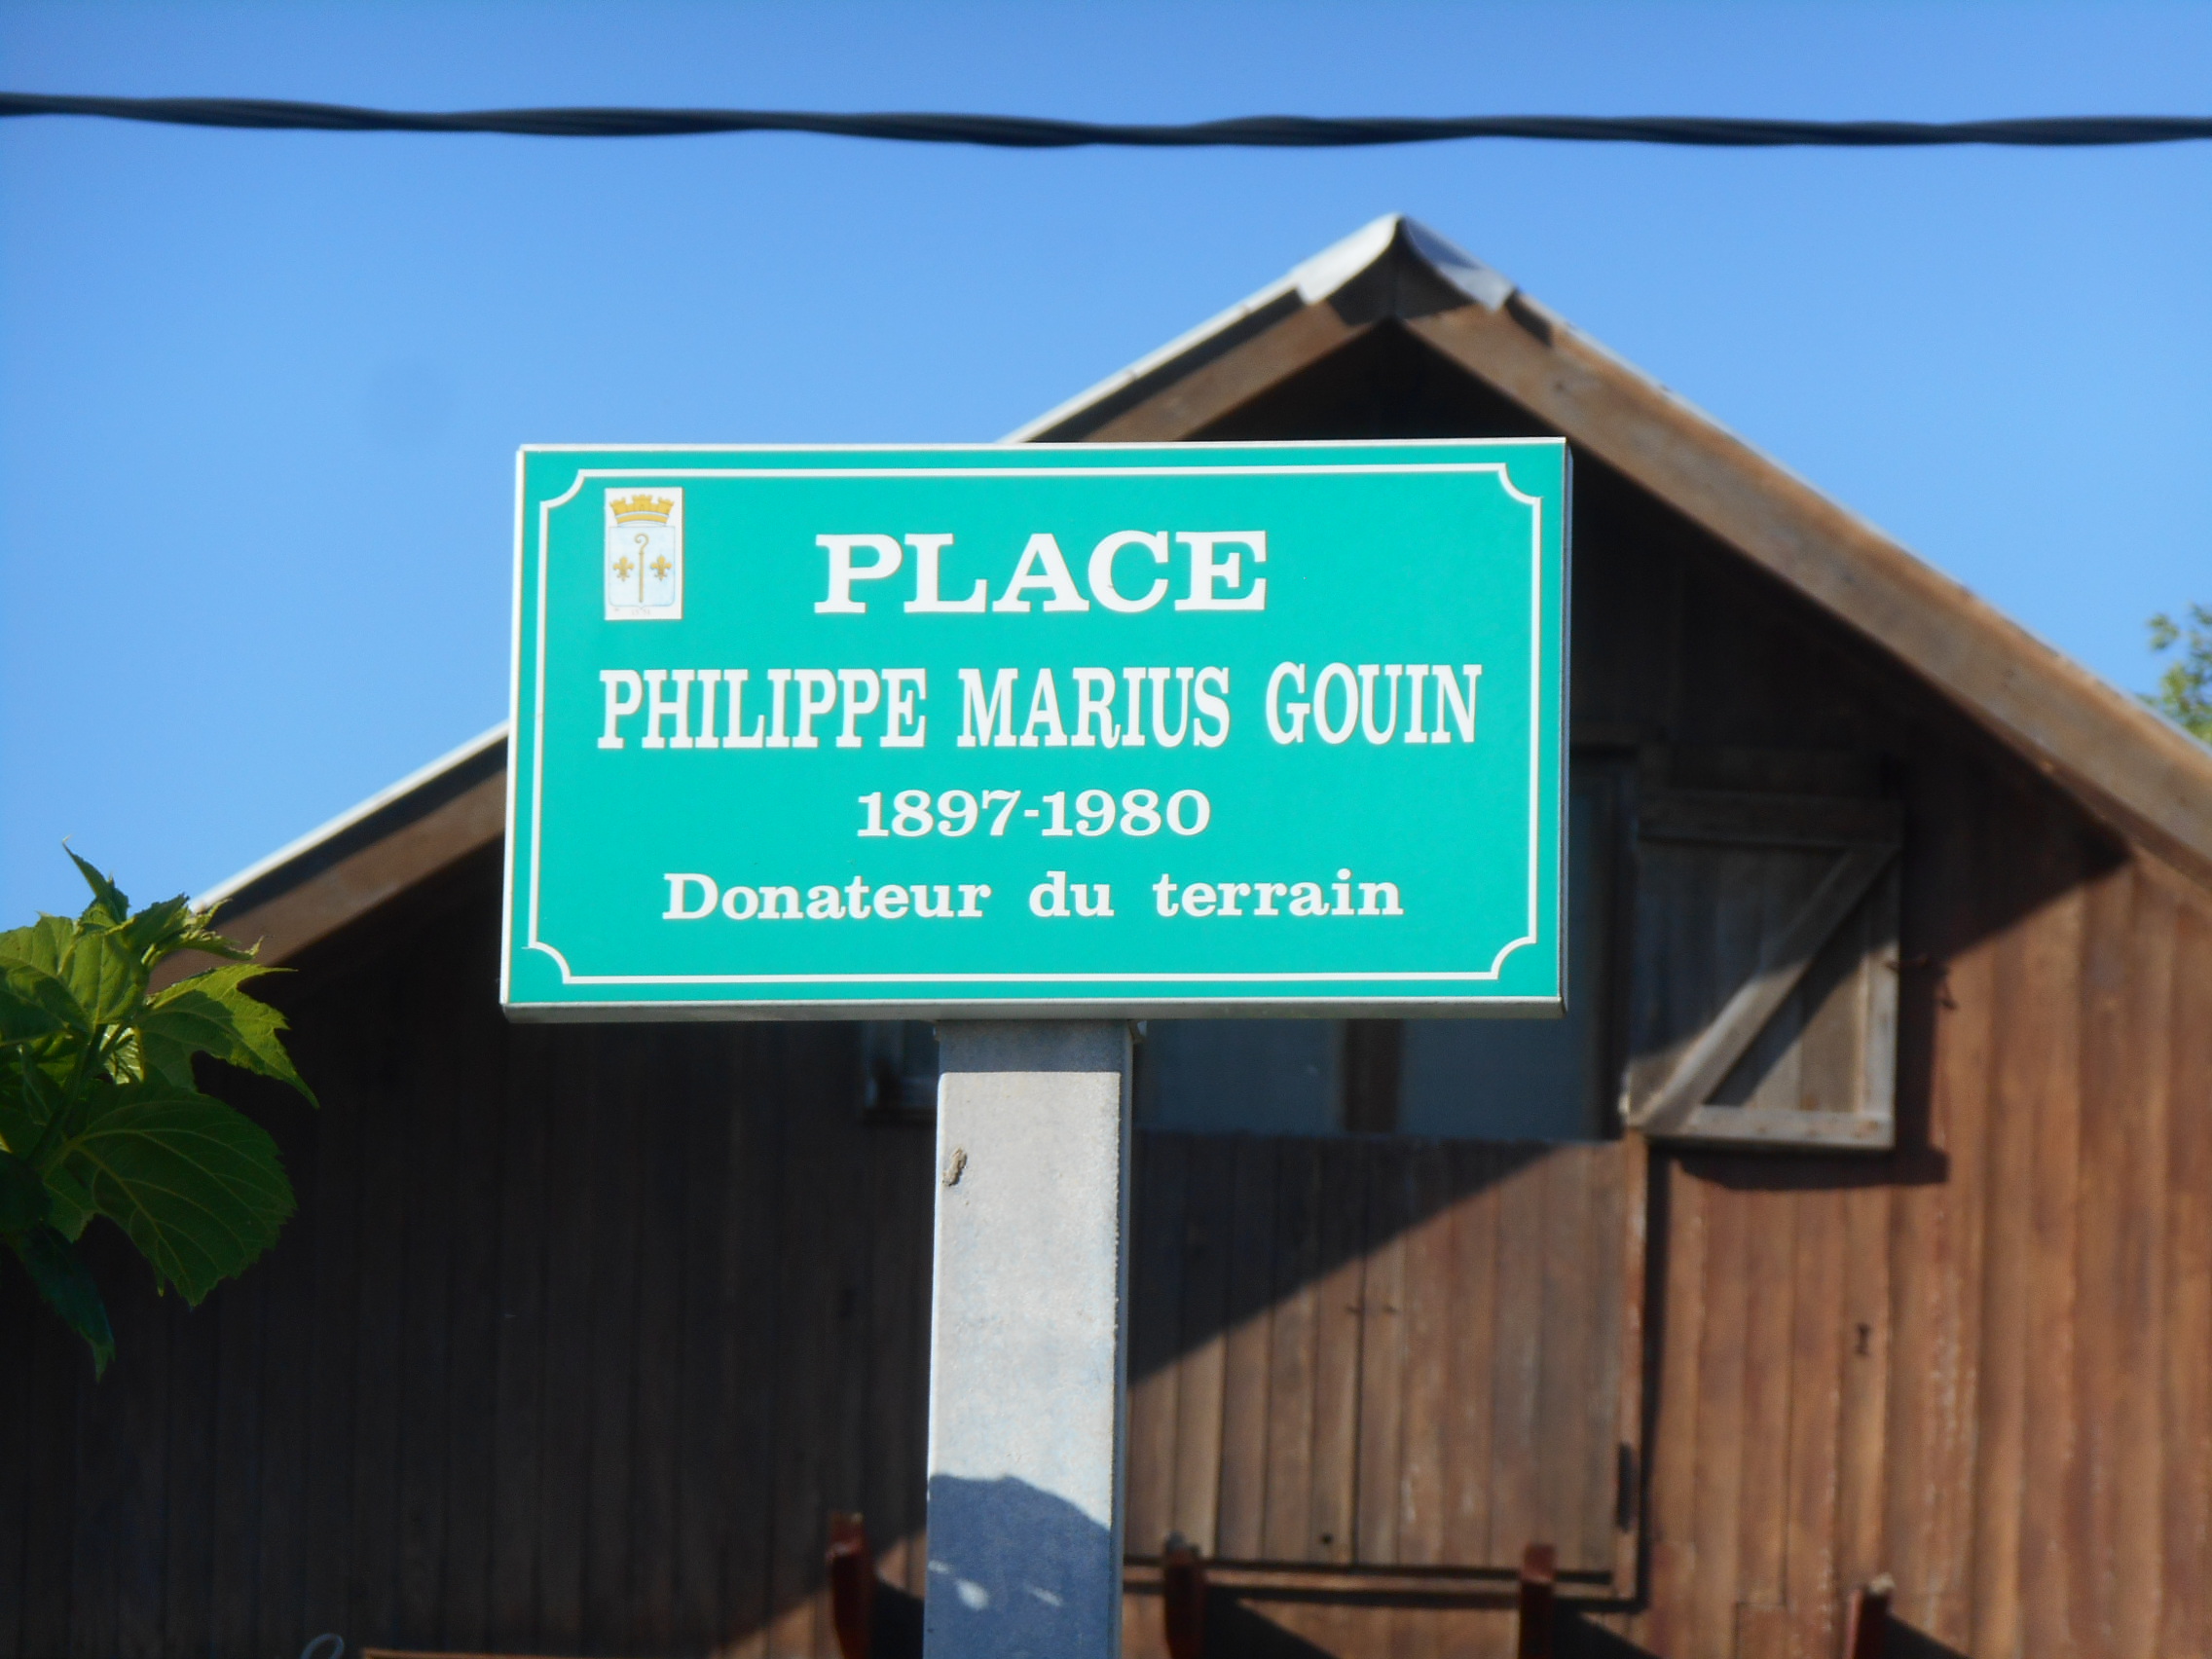 PLACE
PHILIPPE MARIUS GOUIN
1897-1980
Donateur du terrain